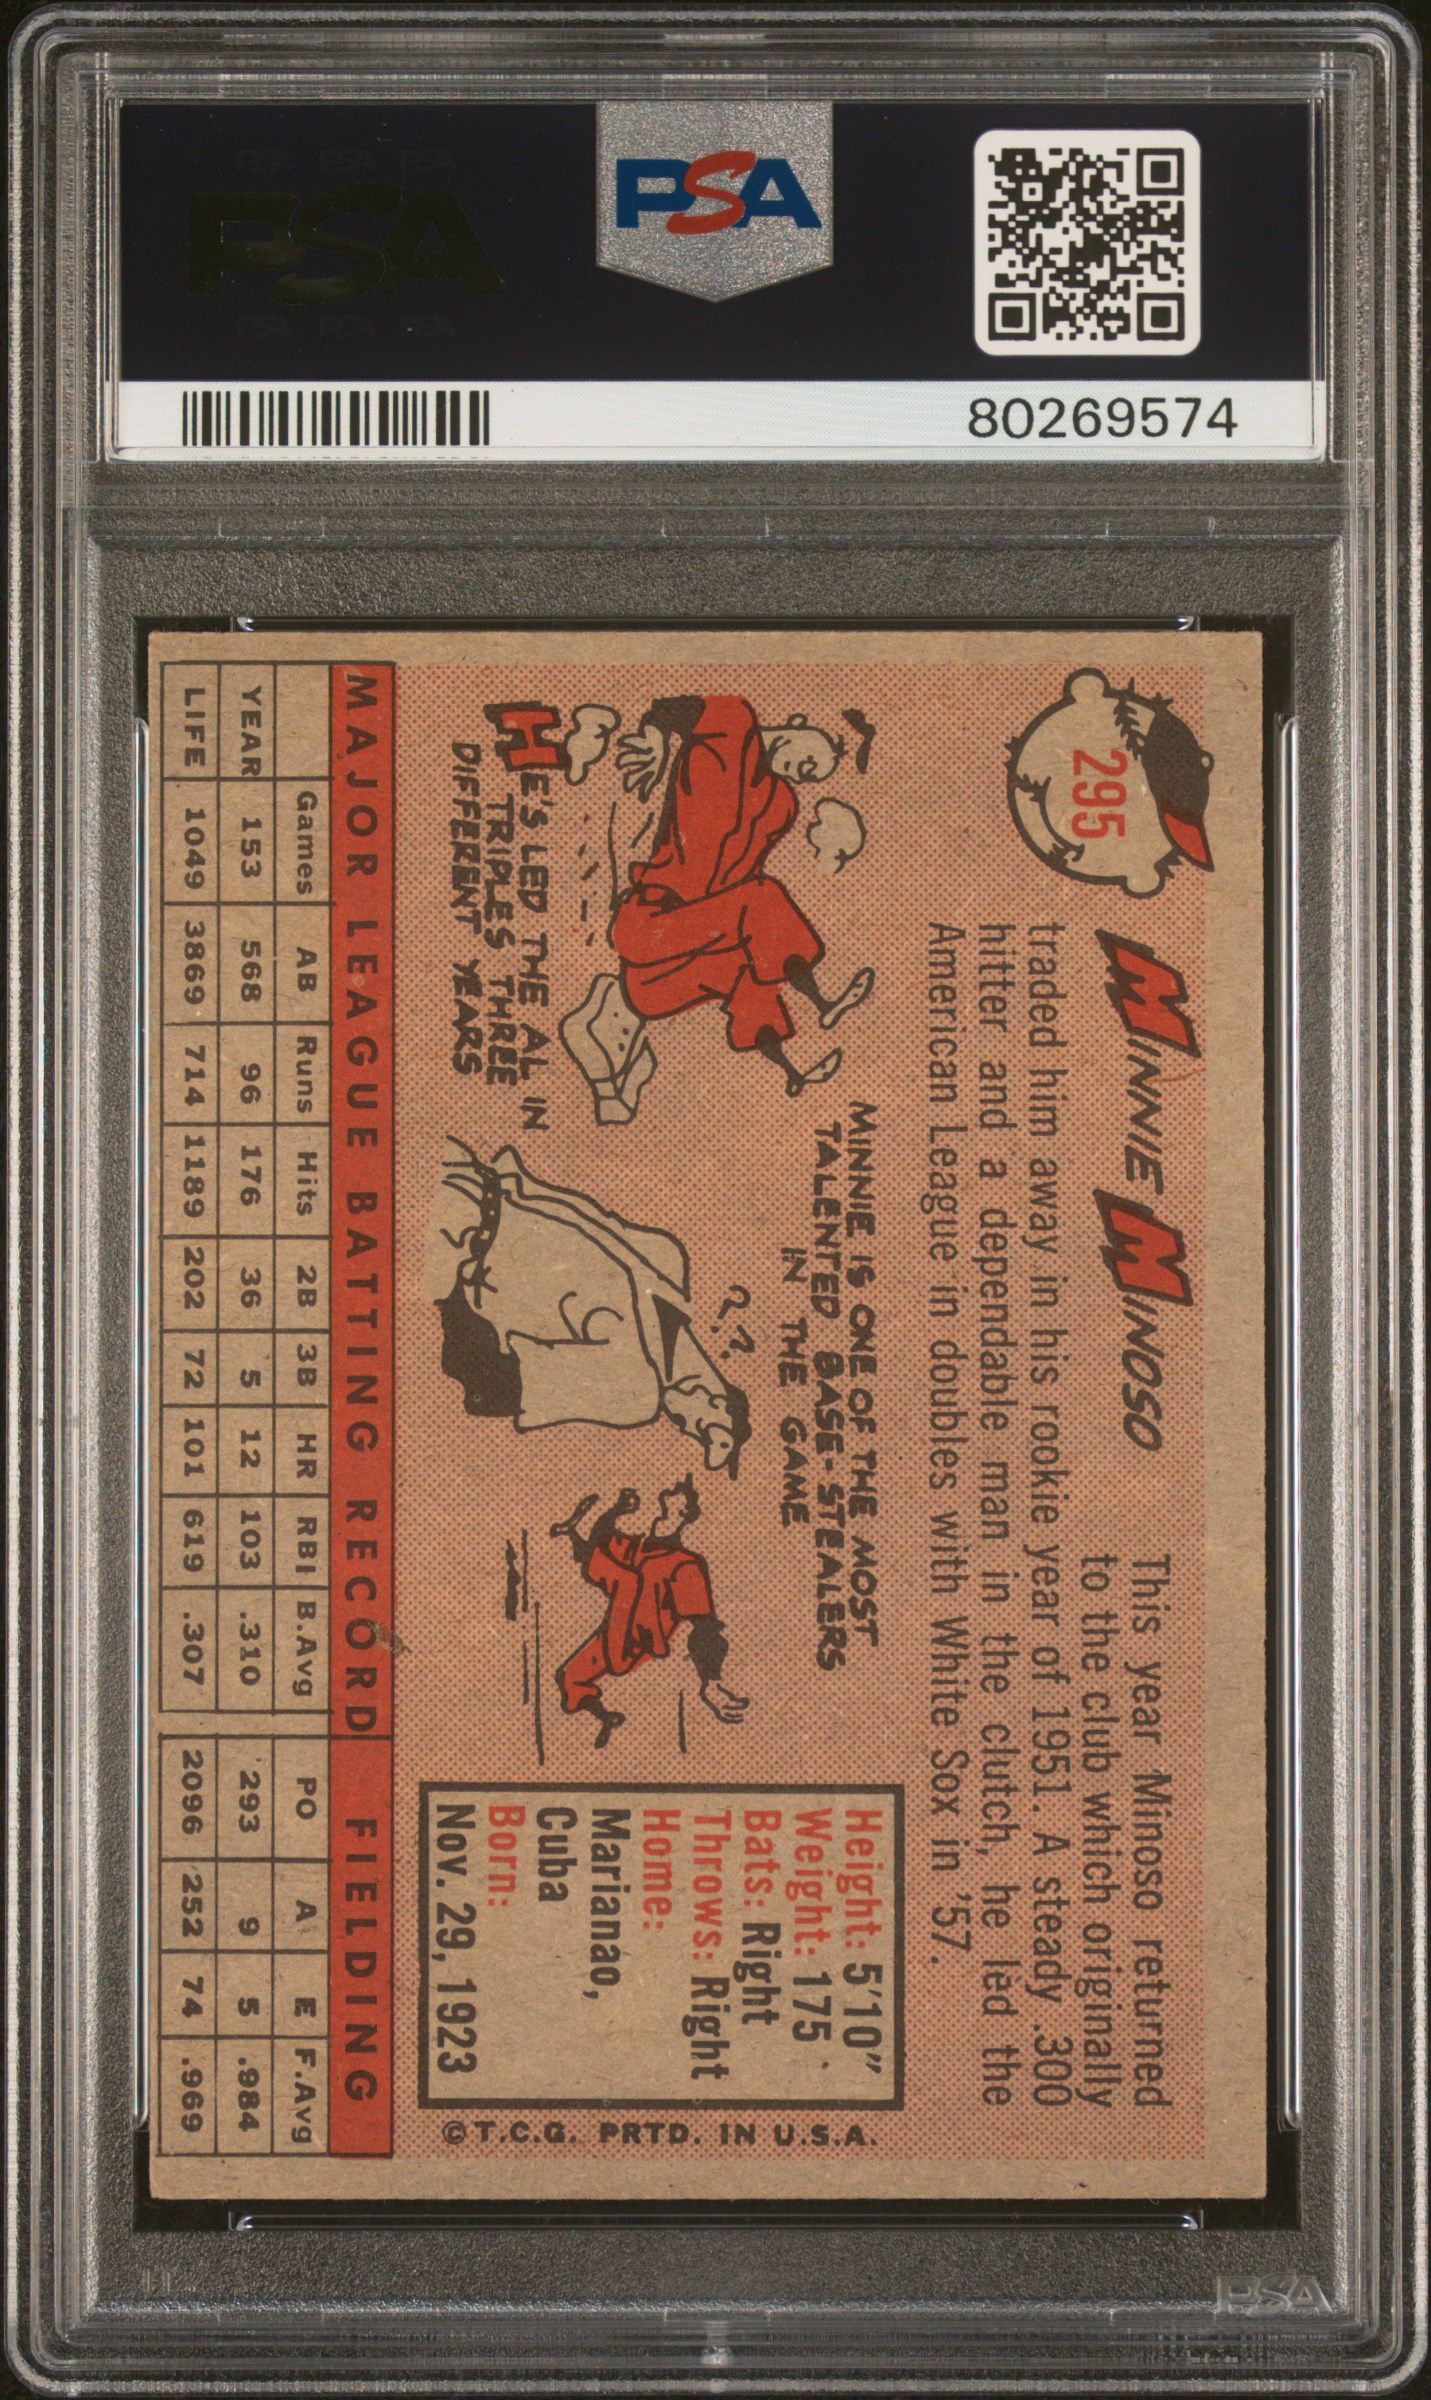 PSA
PSA
80269574
295
MINNIE MINOSO
This year Minoso returned
to the club which originally
traded him away in his rookie year of 1951. A steady .300
hitter and a dependable man in the clutch, he led the
American League in doubles with White Sox in '57.
MINNIE IS ONE OF THE MOST
TALENTED BASE-STEALERS
IN THE GAME
??
HE'S LED THE AL IN
TRIPLES THREE
DIFFERENT YEARS
Height: 5'10"
Weight: 175
Bats: Right
Throws: Right
Home:
Marianao,
Cuba
Born:
Nov. 29, 1923
©T.C.G. PRTD. IN U.S.A.
MAJOR LEAGUE BATTING RECORD FIELDING
Games AB Runs Hits 2B 3B HR RBI B.Avg PO A E F.Avg
YEAR 153 568 96 176 36 5 12 103 .310 293 9 5 .984
LIFE 1049 3869 714 1189 202 72 101 619 .307 2096 252 74 .969
PSA